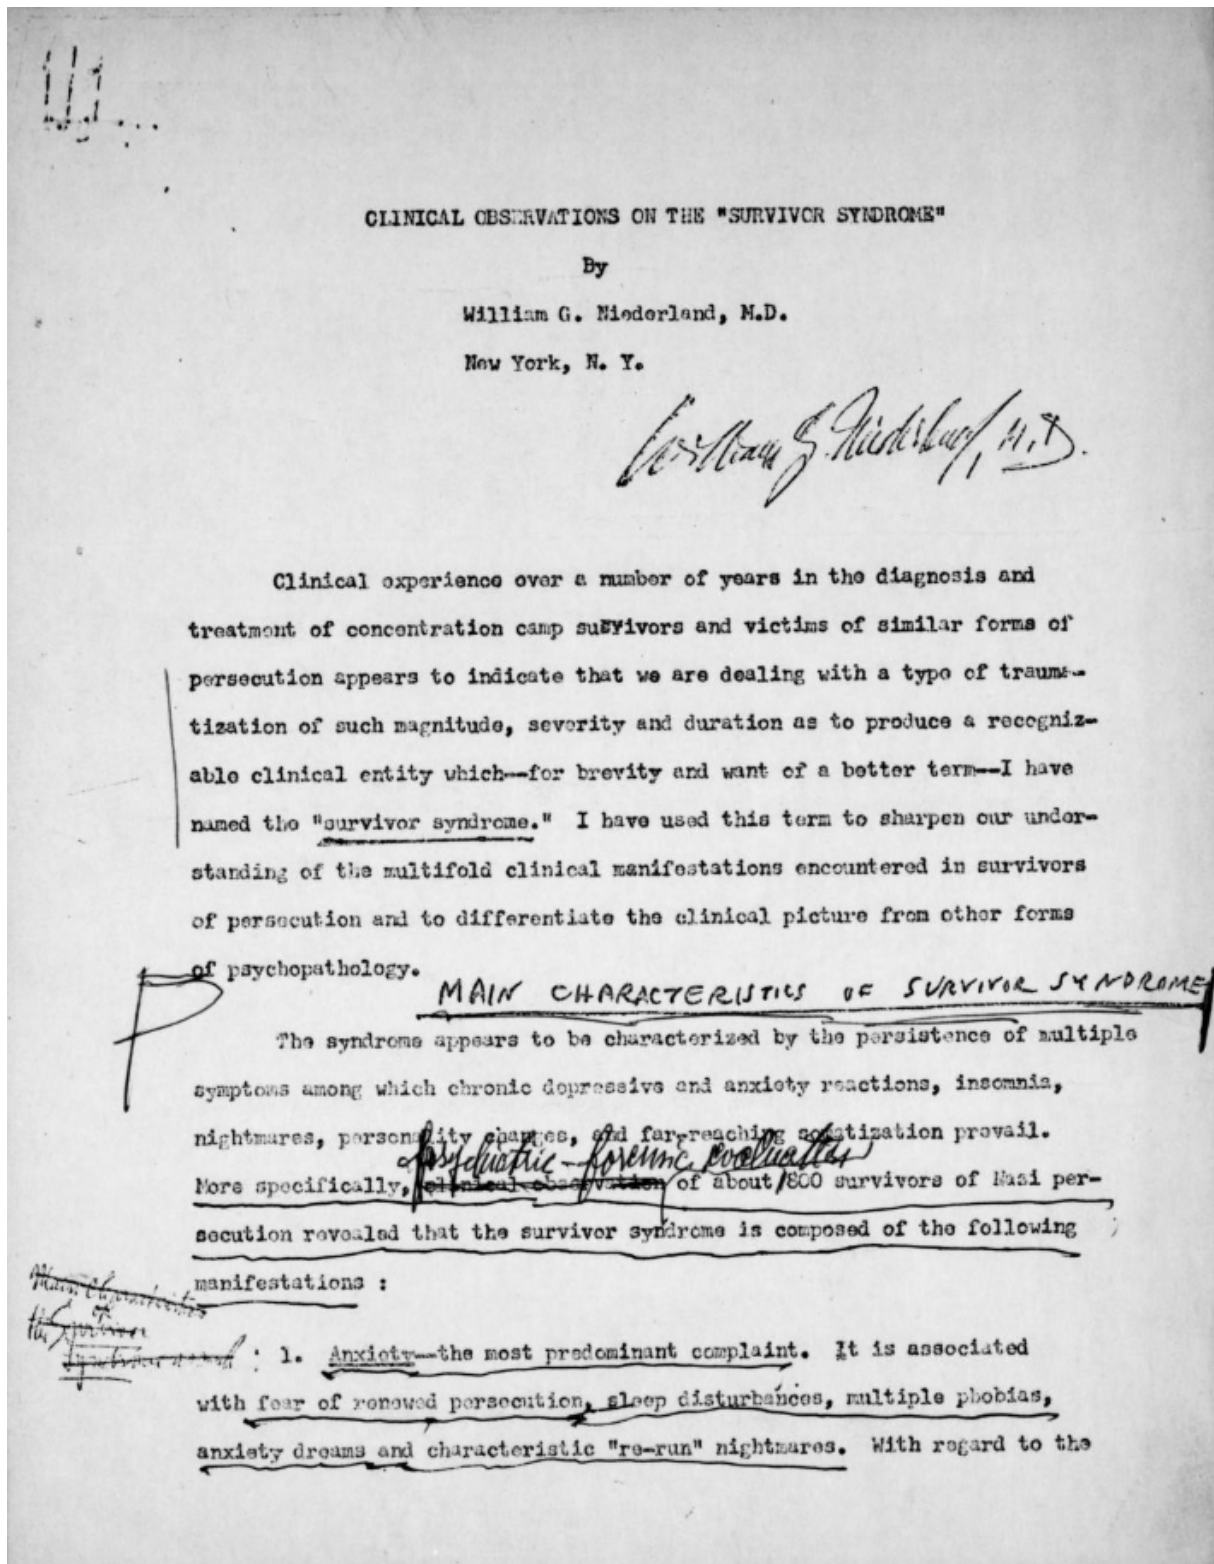 CLINICAL OBSERVATIONS ON THE "SURVIVOR SYNDROME"
By
William G. Niederland, M.D.
New York, N. Y.
William G. Niederland, M.D.
Clinical experience over a number of years in the diagnosis and
treatment of concentration camp survivors and victims of similar forms of
persecution appears to indicate that we are dealing with a type of trauma-
tization of such magnitude, severity and duration as to produce a recogniz-
able clinical entity which--for brevity and want of a better term--I have
named the "survivor syndrome." I have used this term to sharpen our under-
standing of the multifold clinical manifestations encountered in survivors
of persecution and to differentiate the clinical picture from other forms
of psychopathology.
MAIN CHARACTERISTICS OF SURVIVOR SYNDROME
The syndrome appears to be characterized by the persistence of multiple
symptoms among which chronic depressive and anxiety reactions, insomnia,
nightmares, personality changes, and far-reaching somatization prevail.
psychiatric-forensic evaluation
More specifically, clinical observation of about 800 survivors of Nazi per-
secution revealed that the survivor syndrome is composed of the following
manifestations :
Main Characteristics
of
the Survivor
Syndrome
: 1. Anxiety--the most predominant complaint. It is associated
with fear of renewed persecution, sleep disturbances, multiple phobias,
anxiety dreams and characteristic "re-run" nightmares. With regard to the